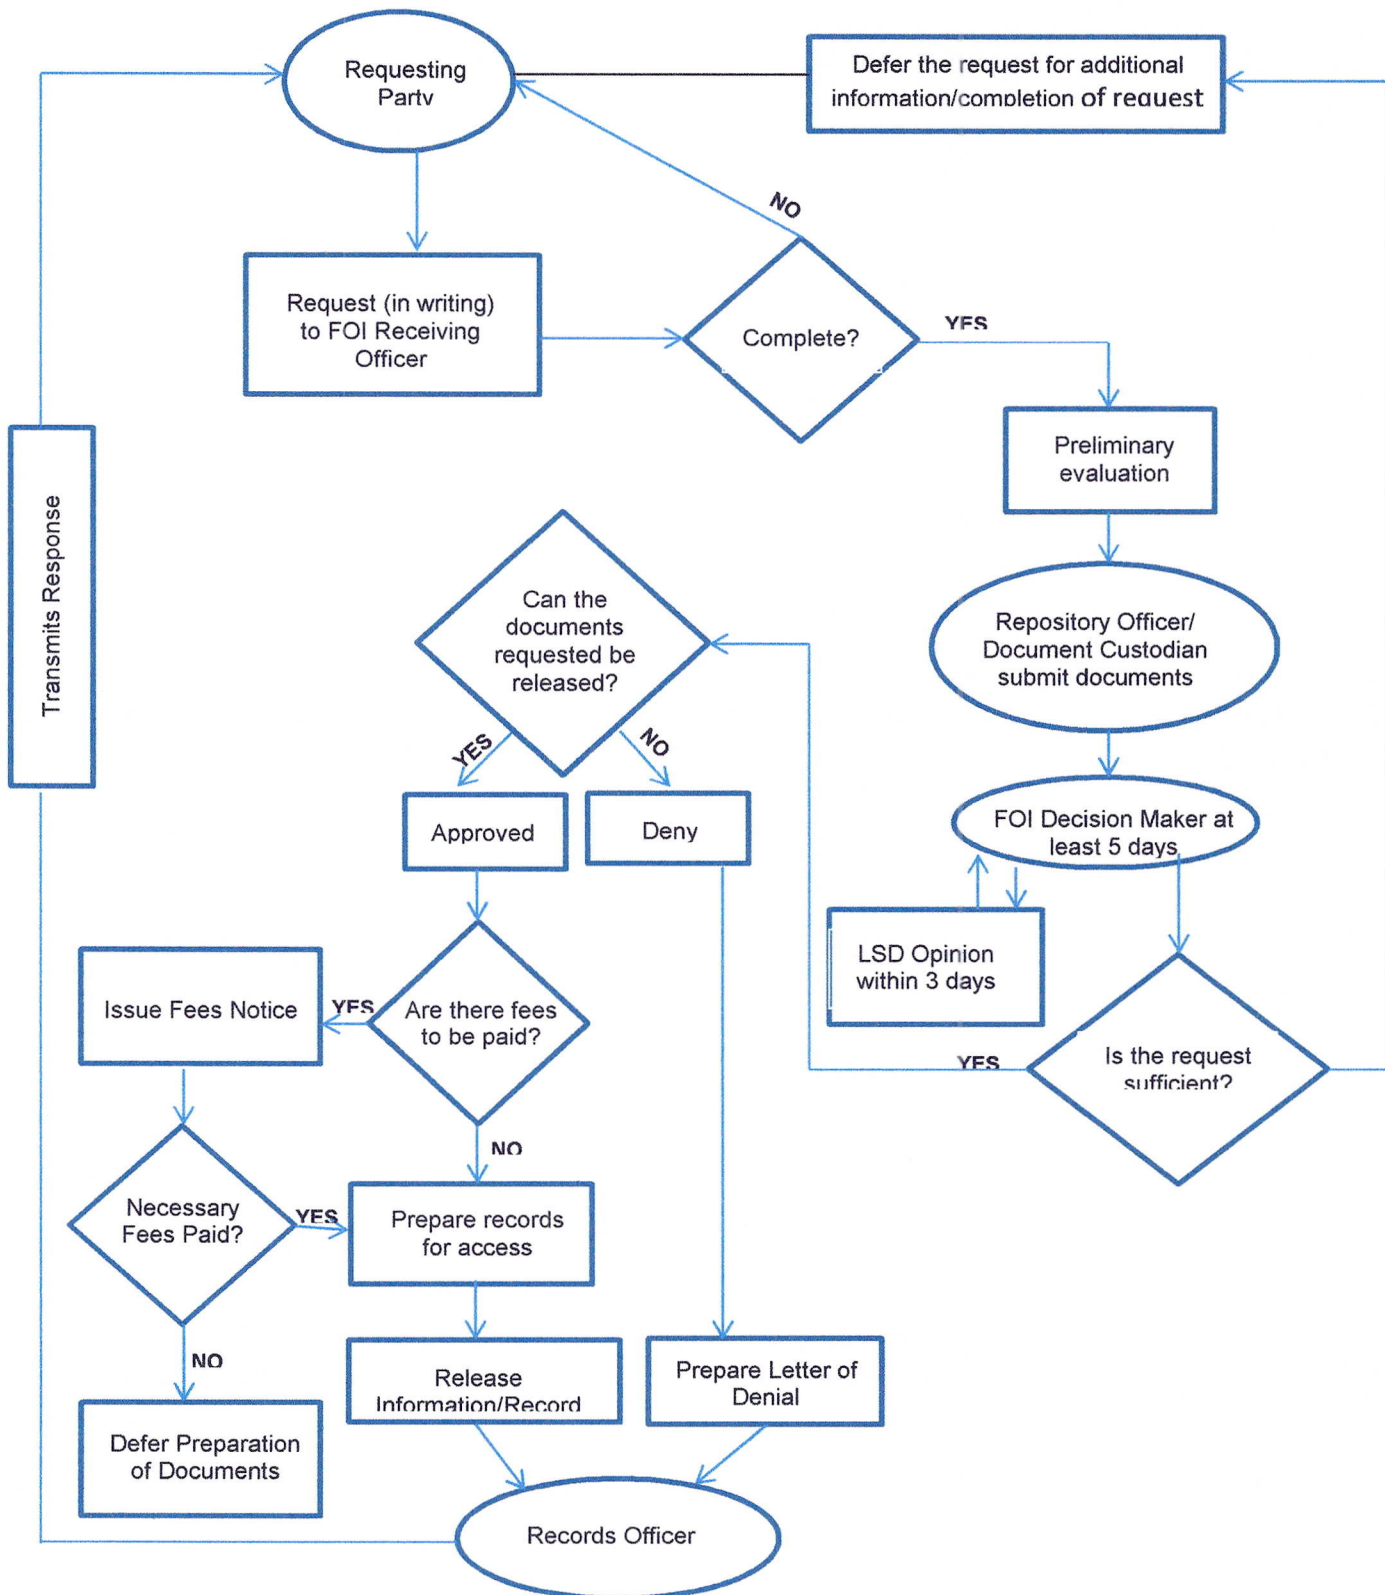 Requesting
Party
Defer the request for additional
information/completion of request
NO
Request (in writing)
to FOI Receiving
Officer
Complete?
YES
Preliminary
evaluation
Transmits Response
Can the
documents
requested be
released?
Repository Officer/
Document Custodian
submit documents
YES
NO
Approved
Deny
FOI Decision Maker at
least 5 days
LSD Opinion
within 3 days
Issue Fees Notice
YES
Are there fees
to be paid?
YES
Is the request
sufficient?
NO
Necessary
Fees Paid?
YES
Prepare records
for access
NO
Release
Information/Record
Prepare Letter of
Denial
Defer Preparation
of Documents
Records Officer